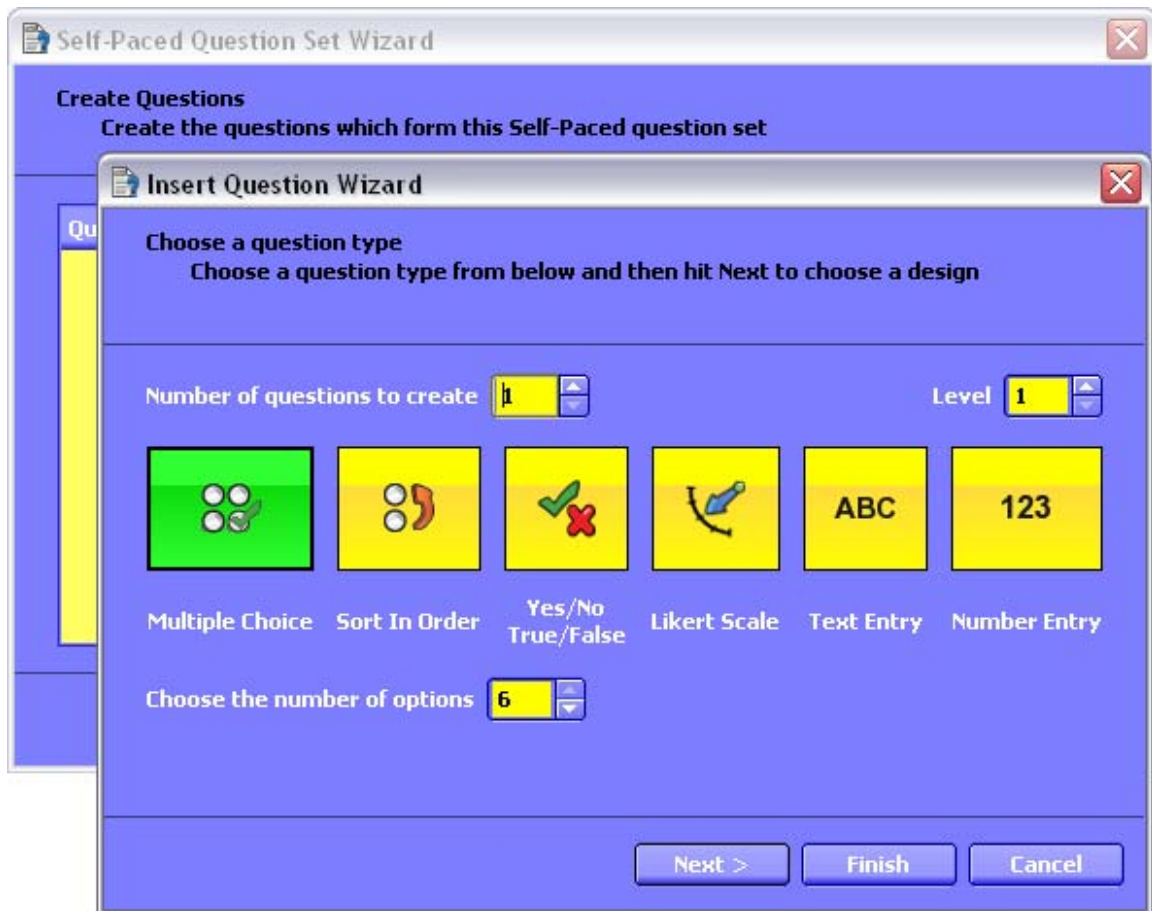 Self-Paced Question Set Wizard
Create Questions
Create the questions which form this Self-Paced question set
Insert Question Wizard
Qu
Choose a question type
Choose a question type from below and then hit Next to choose a design
Number of questions to create 1 Level 1
ABC 123
Multiple Choice Sort In Order Yes/No True/False Likert Scale Text Entry Number Entry
Choose the number of options 6
Next > Finish Cancel